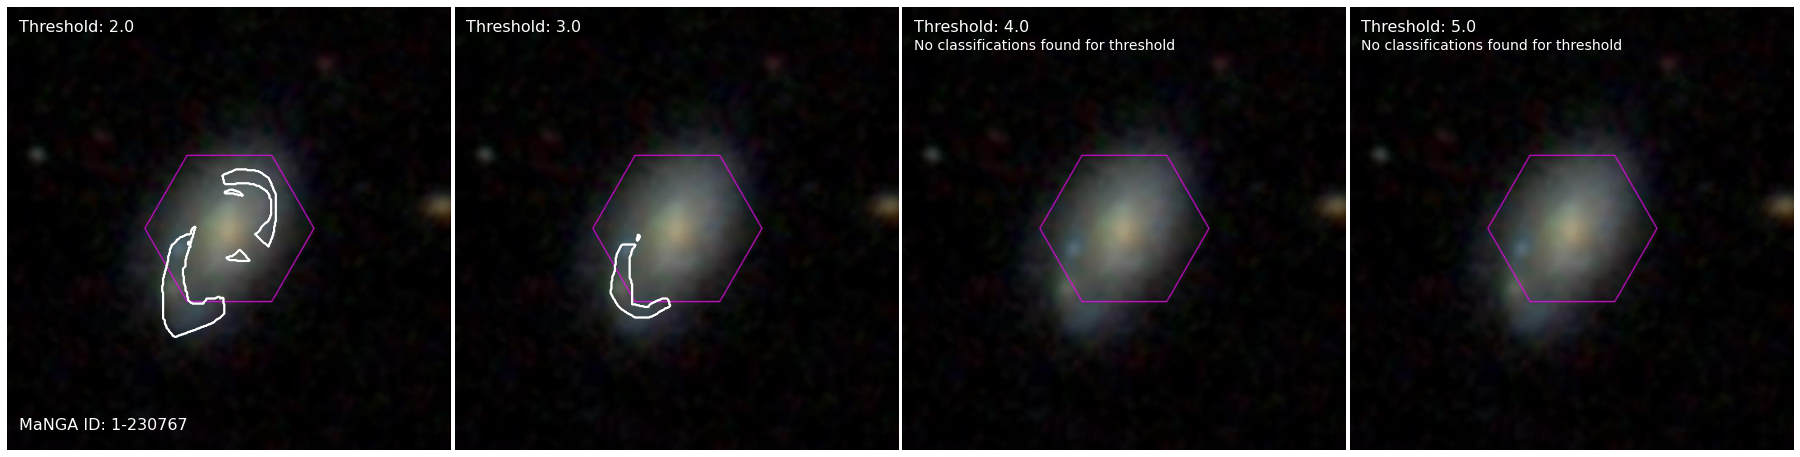 Threshold: 2.0
MaNGA ID: 1-230767
Threshold: 3.0
Threshold: 4.0
No classifications found for threshold
Threshold: 5.0
No classifications found for threshold